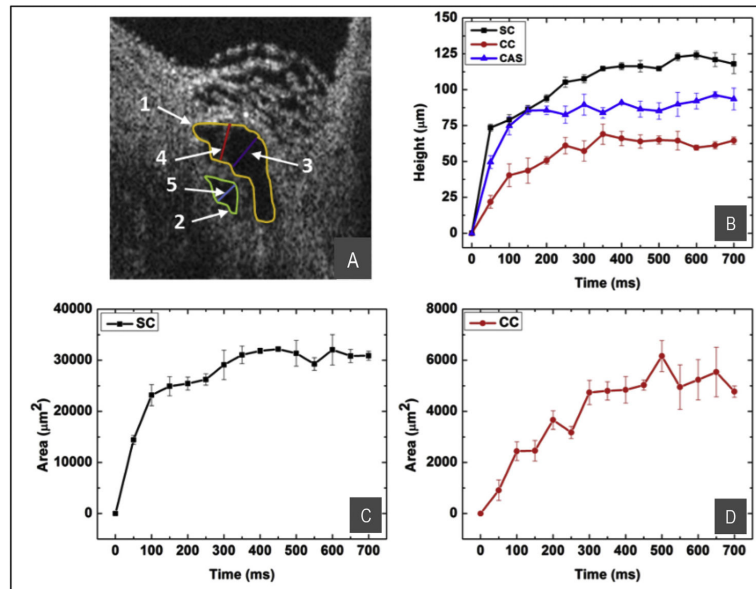 1
4
3
5
2
A
SC
CC
CAS
150
125
100
75
50
25
0
Height (μm)
0 100 200 300 400 500 600 700
Time (ms)
B
SC
40000
30000
20000
10000
0
Area (μm²)
0 100 200 300 400 500 600 700
Time (ms)
C
CC
8000
6000
4000
2000
0
Area (μm²)
0 100 200 300 400 500 600 700
Time (ms)
D